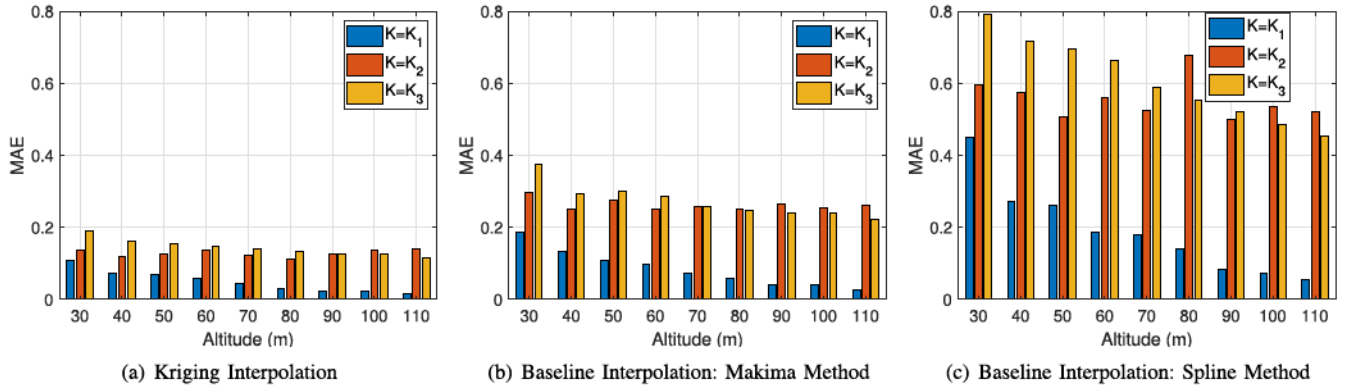 0.8
0.6
0.4
0.2
0
MAE
K=K1
K=K2
K=K3
30 40 50 60 70 80 90 100 110
Altitude (m)
(a) Kriging Interpolation
0.8
0.6
0.4
0.2
0
MAE
K=K1
K=K2
K=K3
30 40 50 60 70 80 90 100 110
Altitude (m)
(b) Baseline Interpolation: Makima Method
0.8
0.6
0.4
0.2
0
MAE
K=K1
K=K2
K=K3
30 40 50 60 70 80 90 100 110
Altitude (m)
(c) Baseline Interpolation: Spline Method